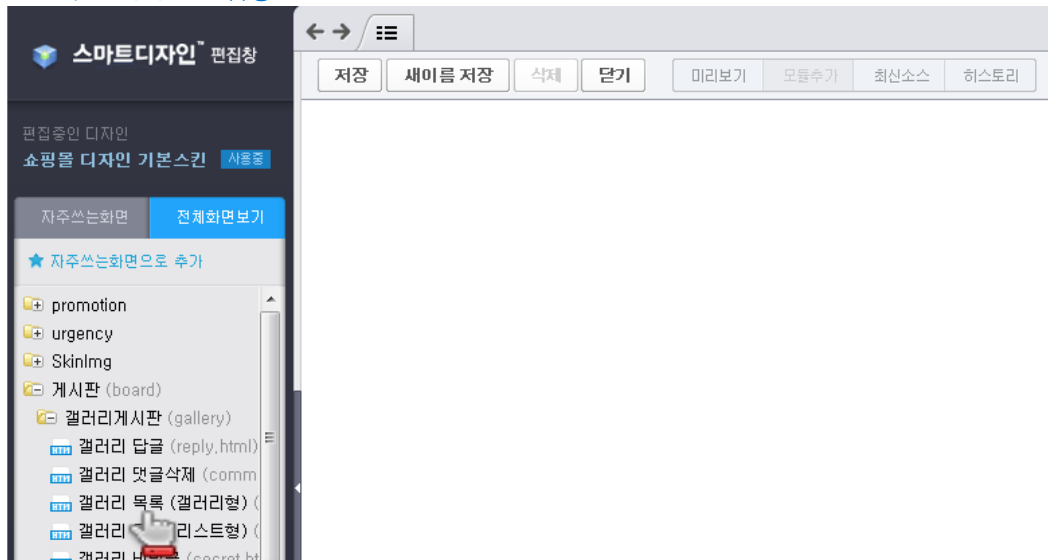 스마트디자인™ 편집창
저장 새이름 저장 삭제 닫기 미리보기 모듈추가 최신소스 히스토리
편집중인 디자인
쇼핑몰 디자인 기본스킨 사용중
자주쓰는화면 전체화면보기
★ 자주쓰는화면으로 추가
promotion
urgency
SkinImg
게시판 (board)
갤러리게시판 (gallery)
갤러리 답글 (reply.html)
갤러리 댓글삭제 (comm
갤러리 목록 (갤러리형) (
갤러리 리스트형) (
갤러리 (secret.ht